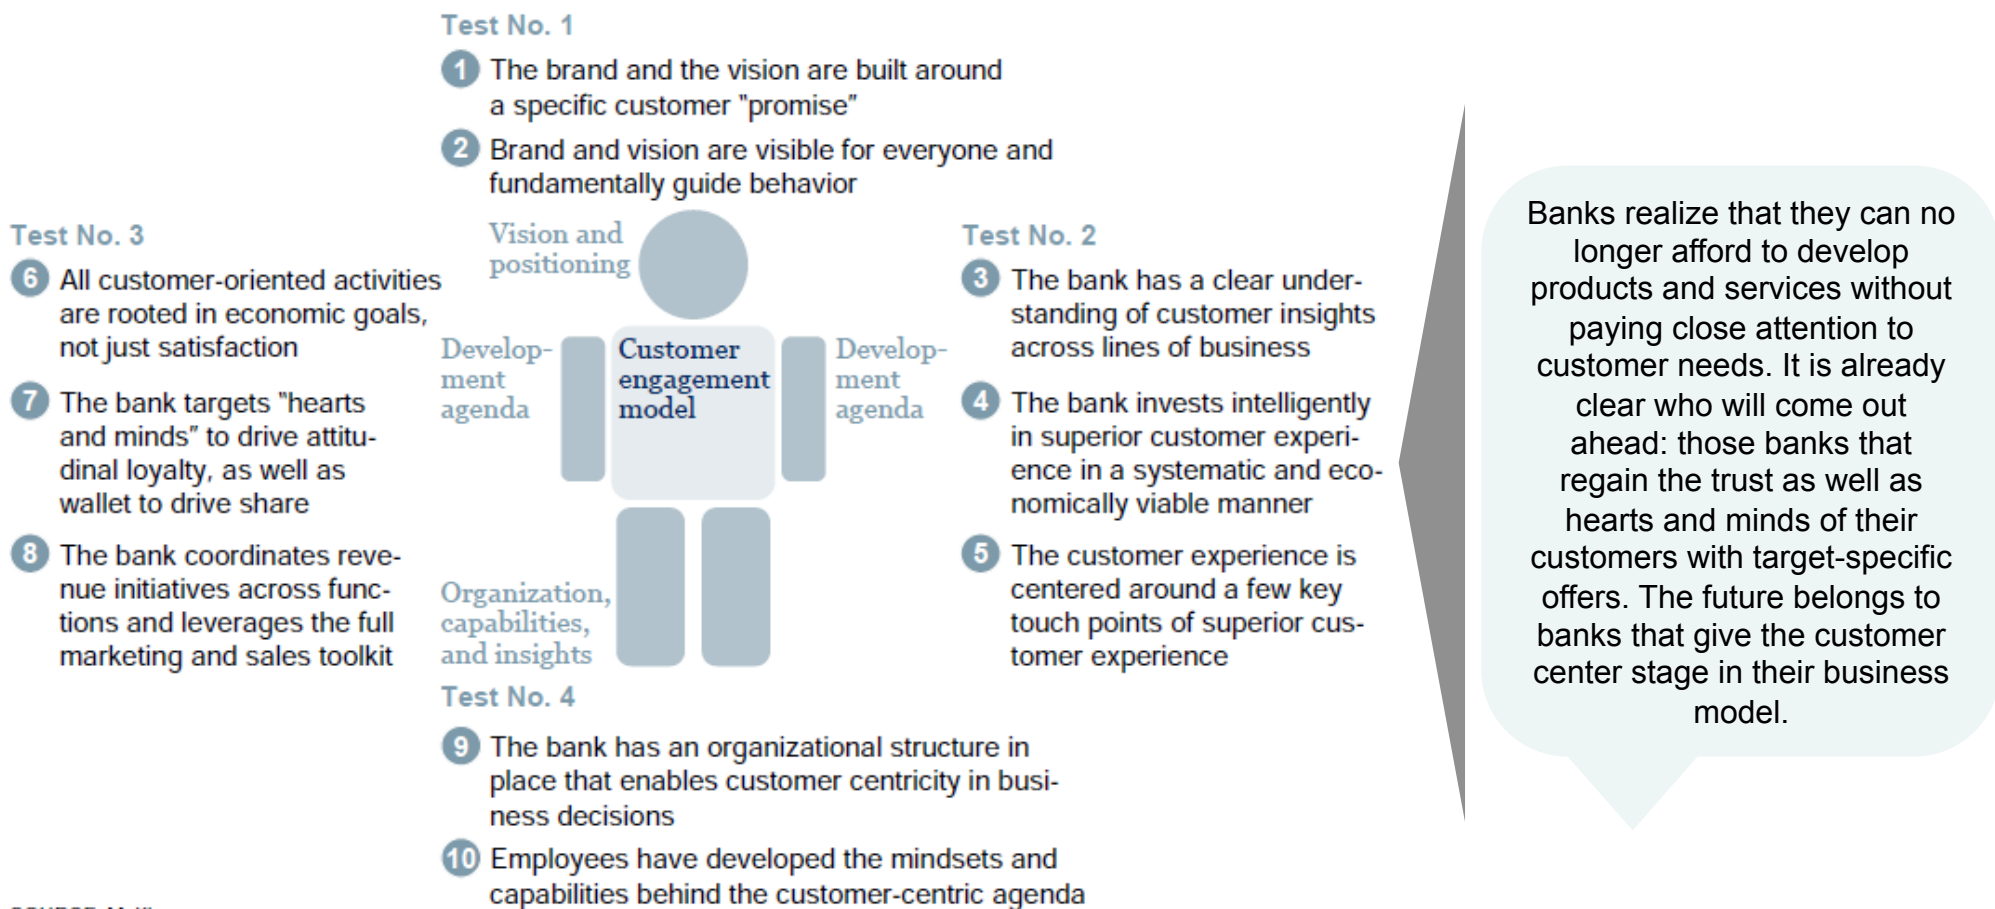 Test No. 1
1 The brand and the vision are built around
a specific customer "promise"
2 Brand and vision are visible for everyone and
fundamentally guide behavior
Vision and
positioning
Test No. 3
6 All customer-oriented activities
are rooted in economic goals,
not just satisfaction
7 The bank targets "hearts
and minds" to drive attitu-
dinal loyalty, as well as
wallet to drive share
8 The bank coordinates reve-
nue initiatives across func-
tions and leverages the full
marketing and sales toolkit
Develop-
ment
agenda
Customer
engagement
model
Develop-
ment
agenda
Organization,
capabilities,
and insights
Test No. 2
3 The bank has a clear under-
standing of customer insights
across lines of business
4 The bank invests intelligently
in superior customer experi-
ence in a systematic and eco-
nomically viable manner
5 The customer experience is
centered around a few key
touch points of superior cus-
tomer experience
Test No. 4
9 The bank has an organizational structure in
place that enables customer centricity in busi-
ness decisions
10 Employees have developed the mindsets and
capabilities behind the customer-centric agenda
Banks realize that they can no
longer afford to develop
products and services without
paying close attention to
customer needs. It is already
clear who will come out
ahead: those banks that
regain the trust as well as
hearts and minds of their
customers with target-specific
offers. The future belongs to
banks that give the customer
center stage in their business
model.